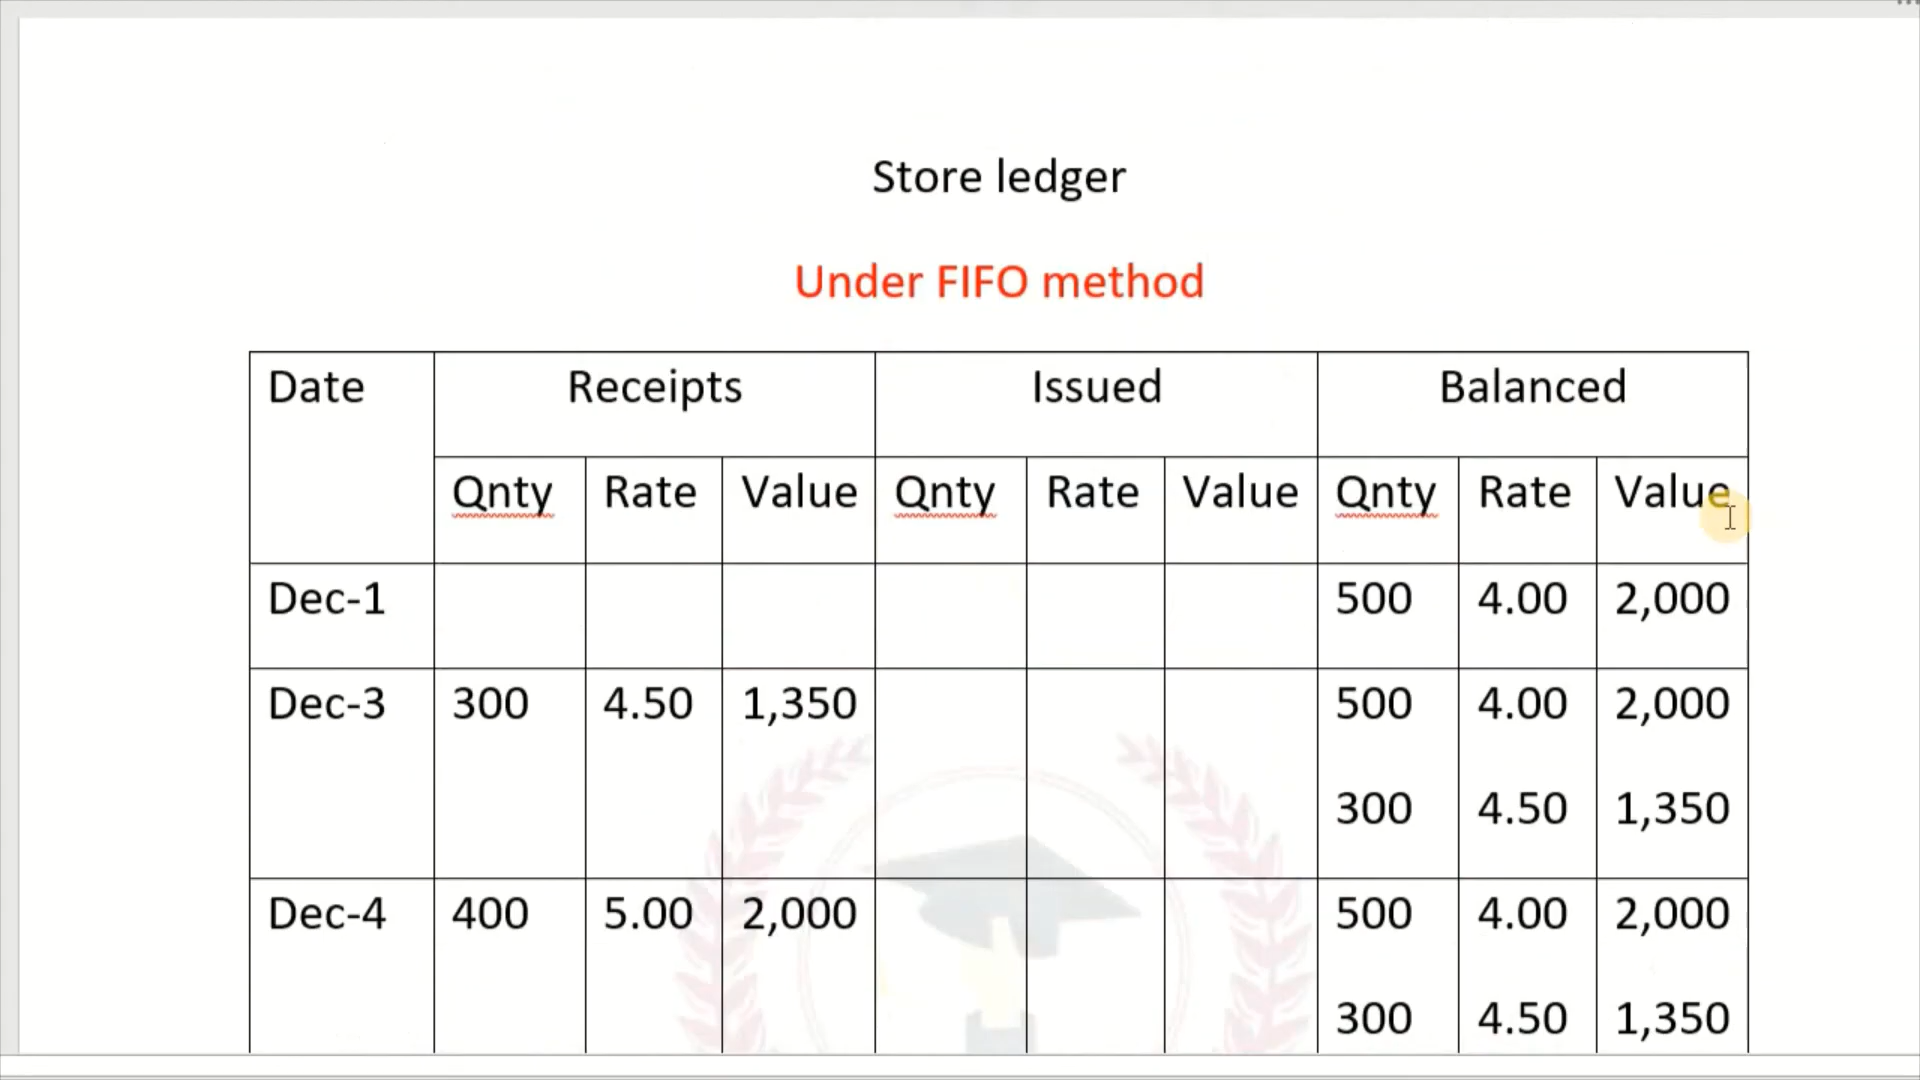 Store ledger
Under FIFO method
Date Receipts Issued Balanced
Qnty Rate Value Qnty Rate Value Qnty Rate Value
Dec-1 500 4.00 2,000
Dec-3 300 4.50 1,350 500 4.00 2,000
300 4.50 1,350
Dec-4 400 5.00 2,000 500 4.00 2,000
300 4.50 1,350